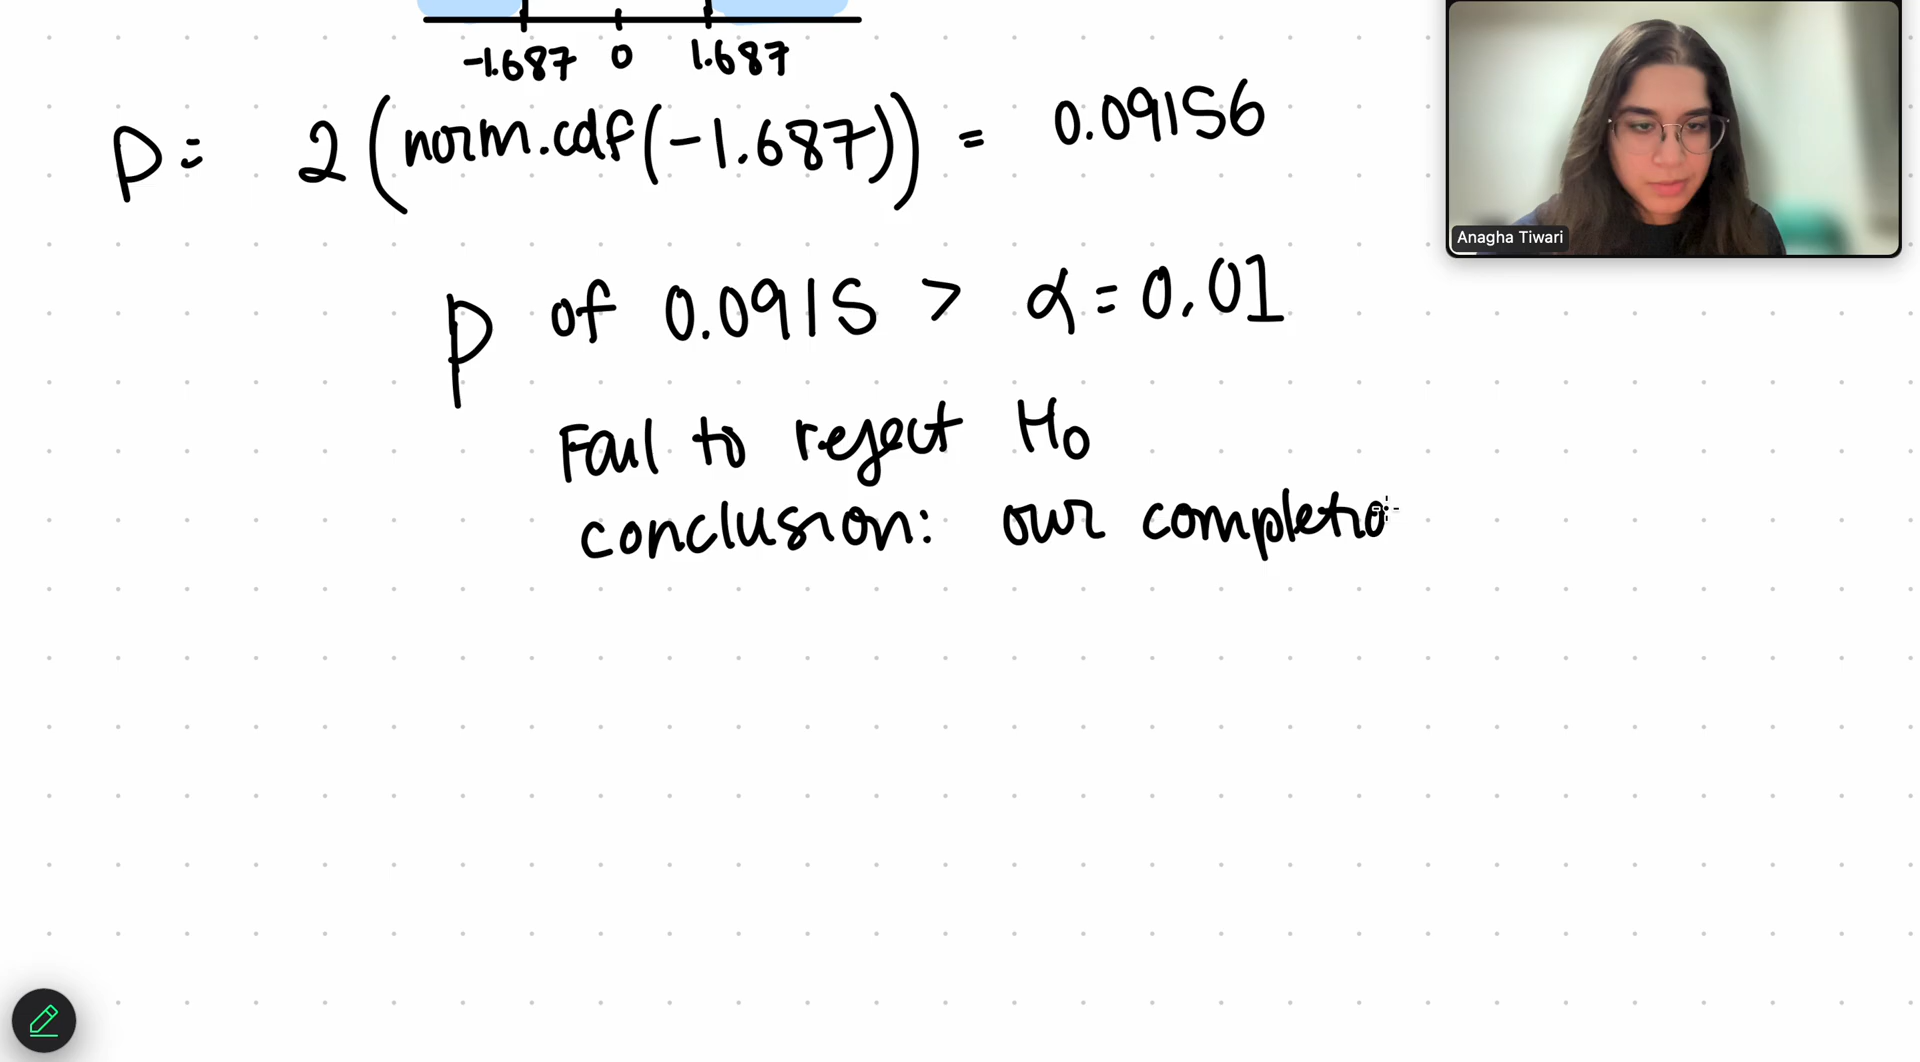 -1.687 0 1.687
P = 2(norm.cdf(-1.687)) = 0.09156
Anagha Tiwari
p of 0.0915 > α = 0.01
Fail to reject H0
conclusion: our completio